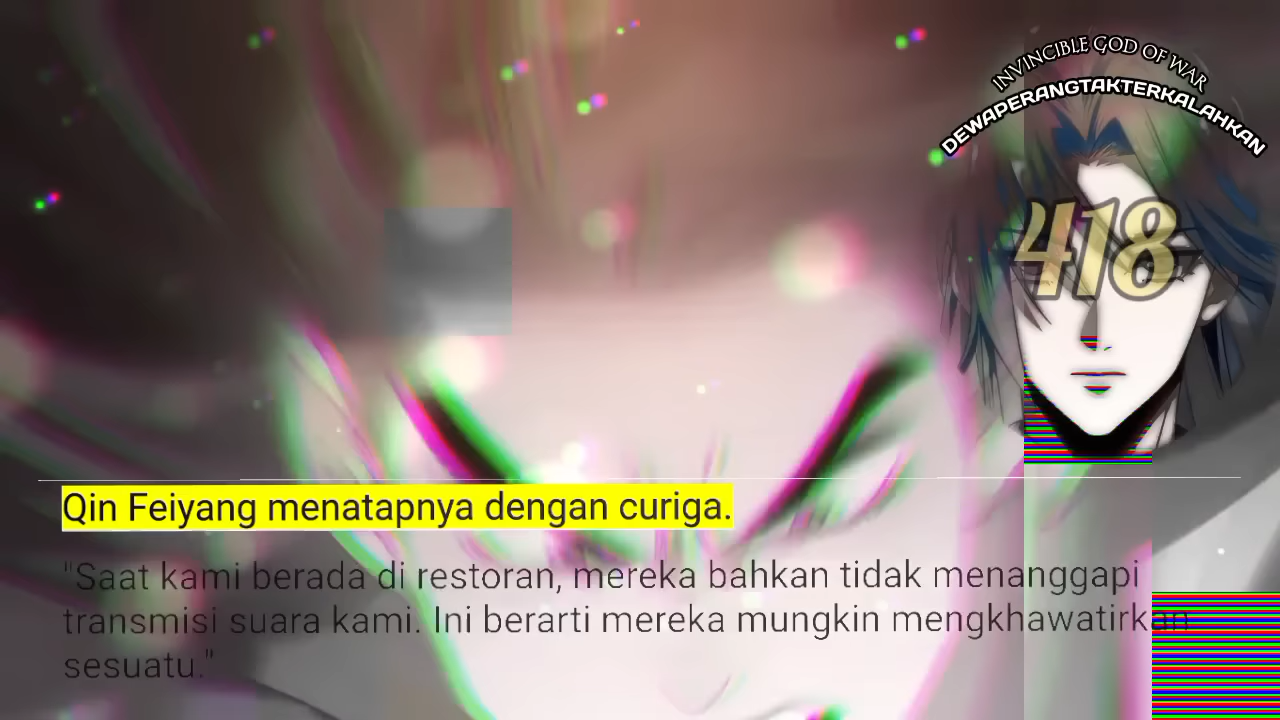 INVINCIBLE GOD OF WAR
DEWAPERANGTAKTERKALAHKAN
418
Qin Feiyang menatapnya dengan curiga.
"Saat kami berada di restoran, mereka bahkan tidak menanggapi
transmisi suara kami. Ini berarti mereka mungkin mengkhawatirkan
sesuatu."